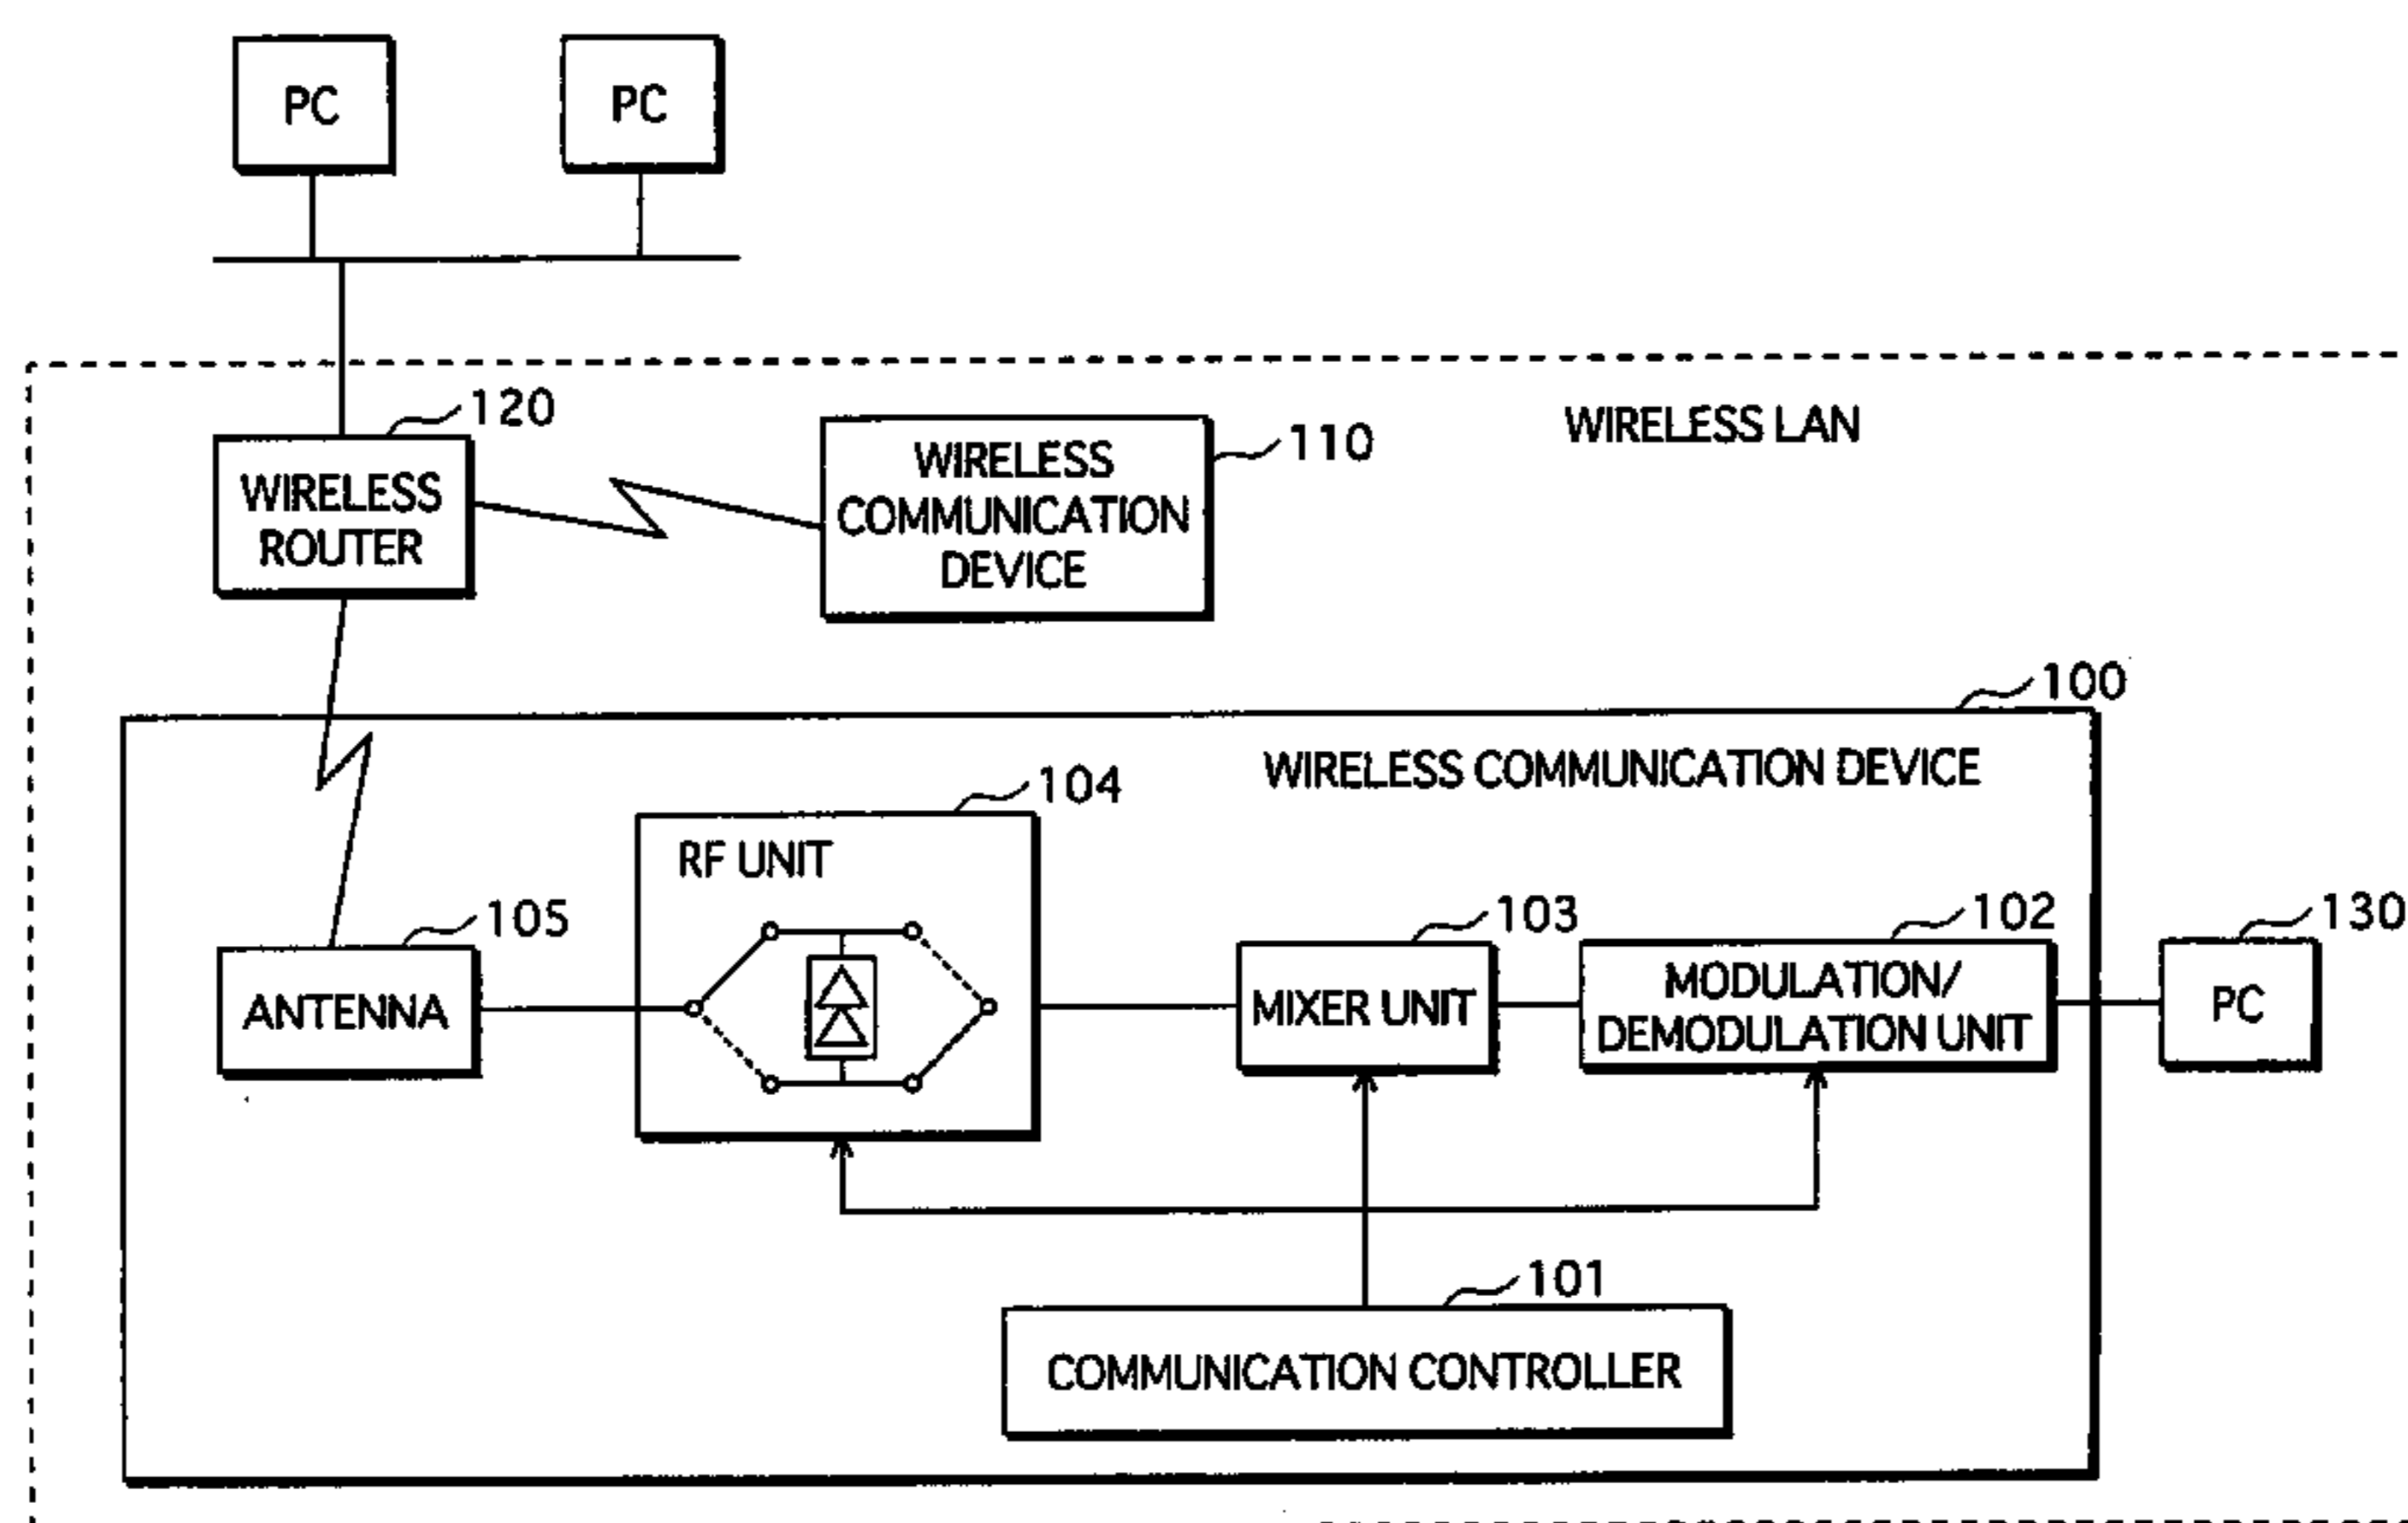 PC
PC
120
WIRELESS
ROUTER
110
WIRELESS
COMMUNICATION
DEVICE
WIRELESS LAN
100
WIRELESS COMMUNICATION DEVICE
104
RF UNIT
105
ANTENNA
103
MIXER UNIT
102
MODULATION/
DEMODULATION UNIT
130
PC
101
COMMUNICATION CONTROLLER